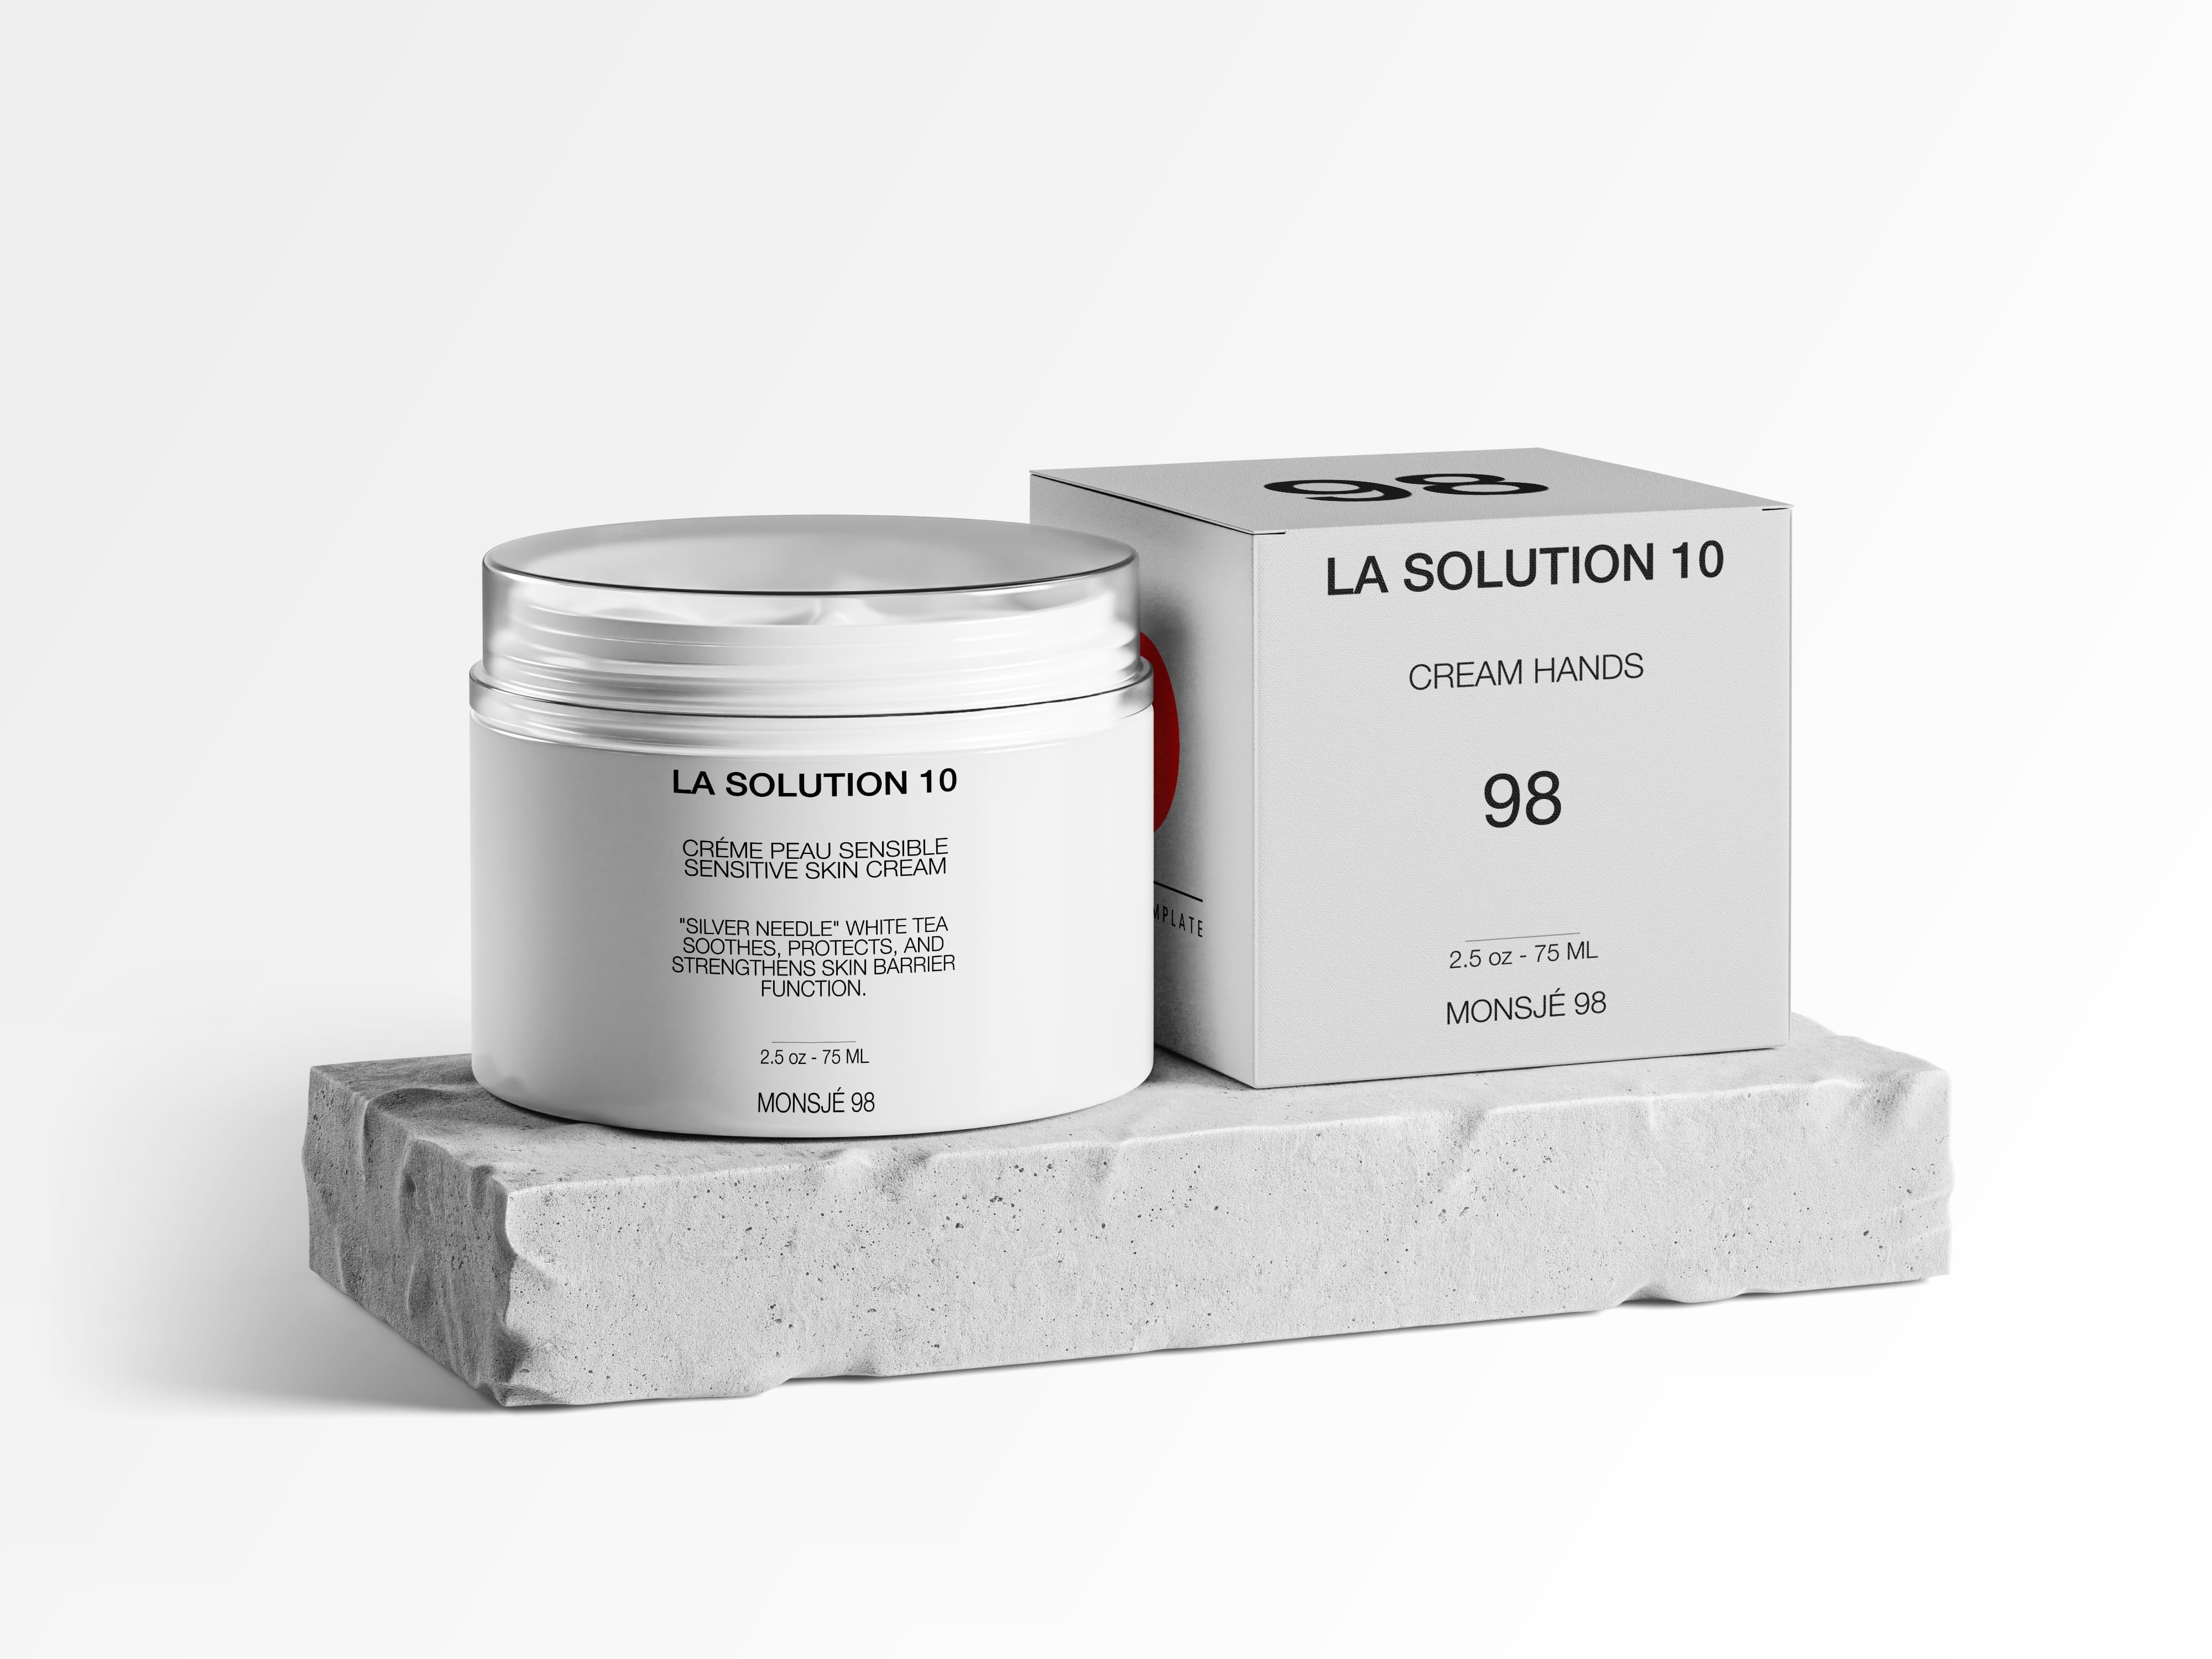 LA SOLUTION 10
CRÉME PEAU SENSIBLE
SENSITIVE SKIN CREAM
"SILVER NEEDLE" WHITE TEA
SOOTHES, PROTECTS, AND
STRENGTHENS SKIN BARRIER
FUNCTION.
2.5 oz - 75 ML
MONSJÉ 98
98
LA SOLUTION 10
CREAM HANDS
98
2.5 oz - 75 ML
MONSJÉ 98